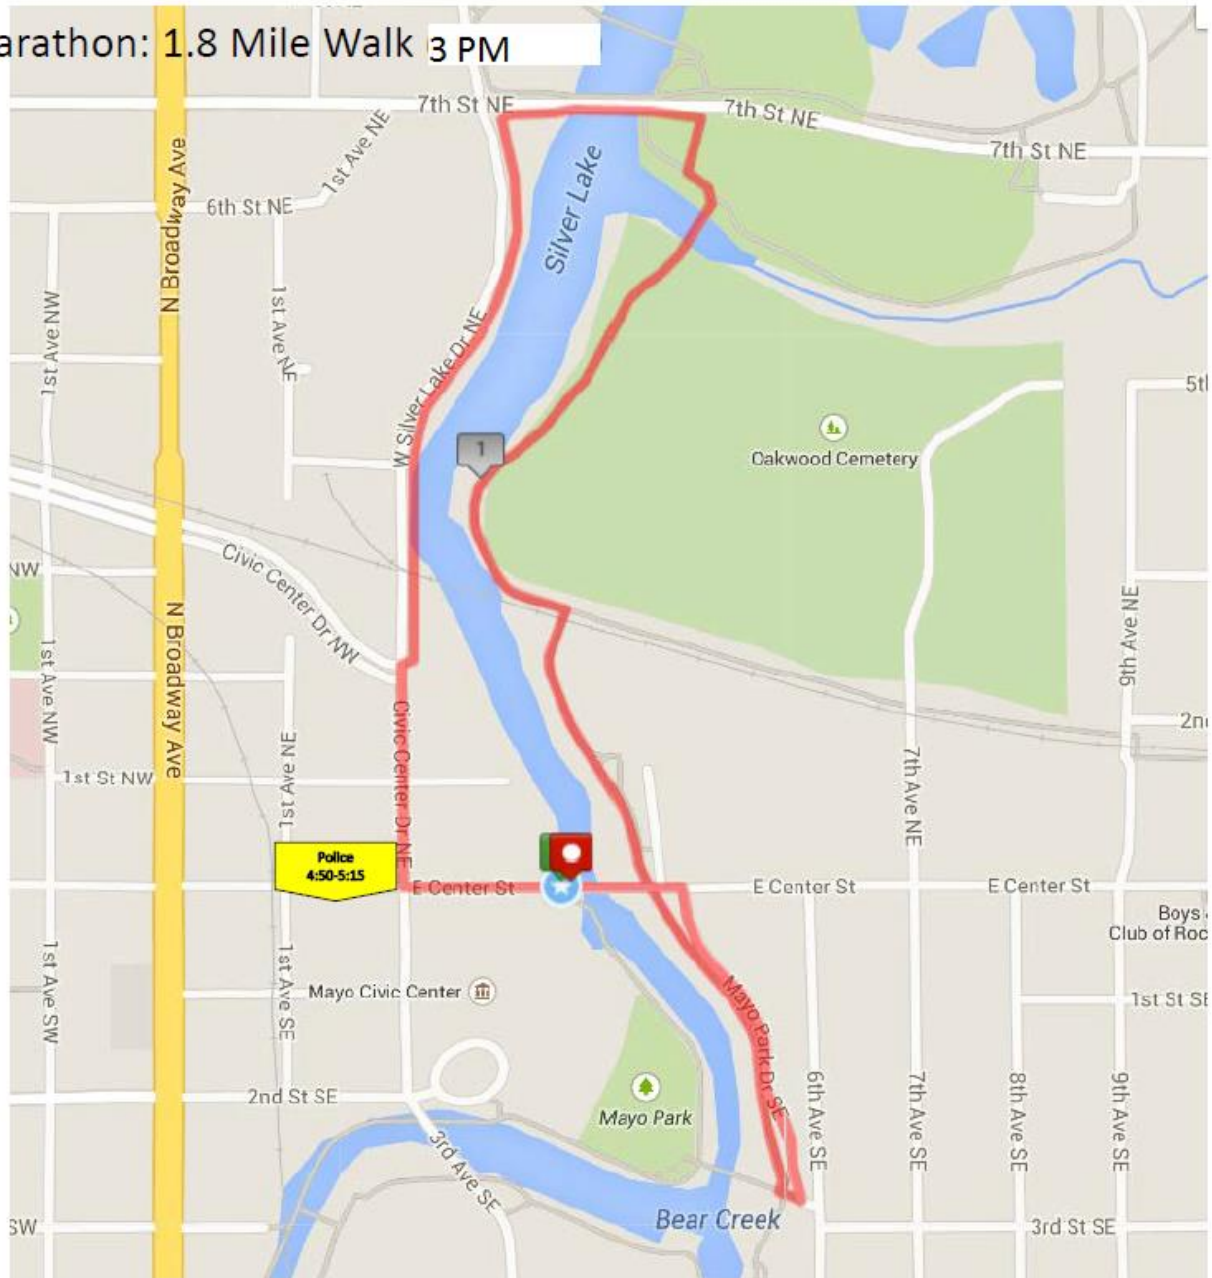 arathon: 1.8 Mile Walk 3 PM
7th St NE
7th St NE
7th St NE
1st Ave NE
6th St NE
N Broadway Ave
Silver Lake
1st Ave NW
1st Ave NE
W Silver Lake Dr NE
5th
1
Oakwood Cemetery
Civic Center Dr NW
NW
N Broadway Ave
9th Ave NE
1st Ave NW
Civic Center Dr NE
2n
1st Ave NE
7th Ave NE
1st St NW
Police
4:50-5:15
E Center St
E Center St
E Center St
Boys
Club of Roc
1st Ave SW
1st Ave SE
Mayo Civic Center
Mayo Park Dr SE
1st St SE
2nd St SE
Mayo Park
6th Ave SE
7th Ave SE
8th Ave SE
9th Ave SE
3rd Ave SE
SW
Bear Creek
3rd St SE